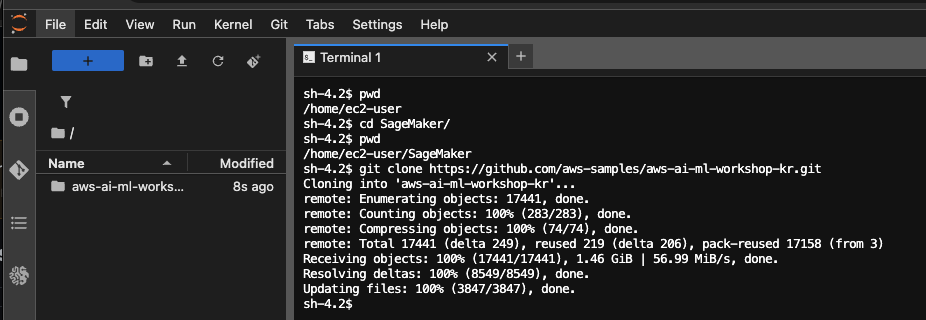 File Edit View Run Kernel Git Tabs Settings Help
+
/
Name Modified
aws-ai-ml-works... 8s ago
Terminal 1
sh-4.2$ pwd
/home/ec2-user
sh-4.2$ cd SageMaker/
sh-4.2$ pwd
/home/ec2-user/SageMaker
sh-4.2$ git clone https://github.com/aws-samples/aws-ai-ml-workshop-kr.git
Cloning into 'aws-ai-ml-workshop-kr'...
remote: Enumerating objects: 17441, done.
remote: Counting objects: 100% (283/283), done.
remote: Compressing objects: 100% (74/74), done.
remote: Total 17441 (delta 249), reused 219 (delta 206), pack-reused 17158 (from 3)
Receiving objects: 100% (17441/17441), 1.46 GiB | 56.99 MiB/s, done.
Resolving deltas: 100% (8549/8549), done.
Updating files: 100% (3847/3847), done.
sh-4.2$